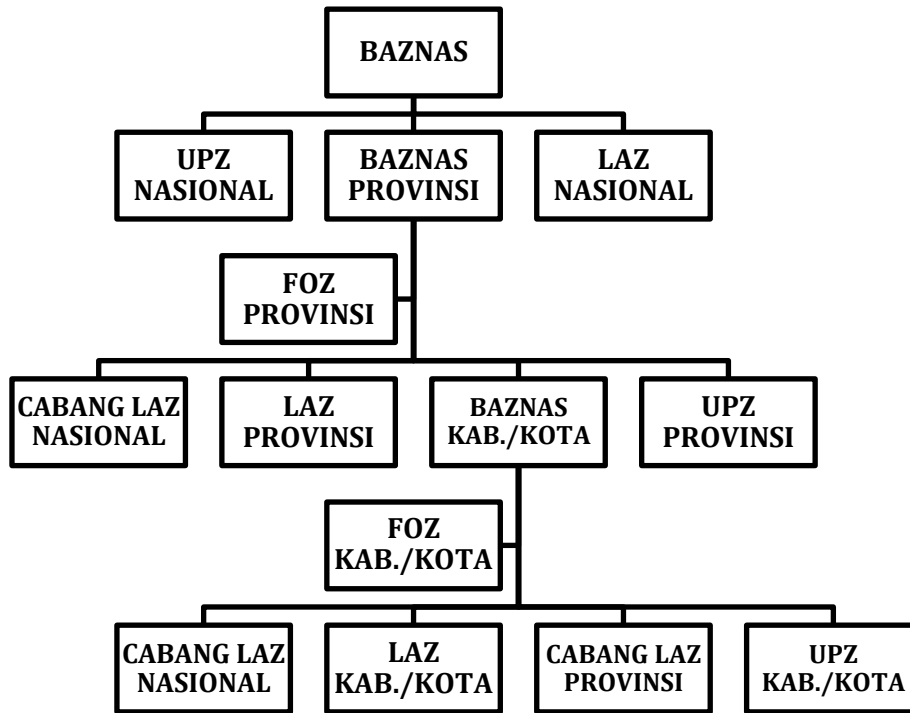 BAZNAS
UPZ
NASIONAL
BAZNAS
PROVINSI
LAZ
NASIONAL
FOZ
PROVINSI
CABANG LAZ
NASIONAL
LAZ
PROVINSI
BAZNAS
KAB./KOTA
UPZ
PROVINSI
FOZ
KAB./KOTA
CABANG LAZ
NASIONAL
LAZ
KAB./KOTA
CABANG LAZ
PROVINSI
UPZ
KAB./KOTA